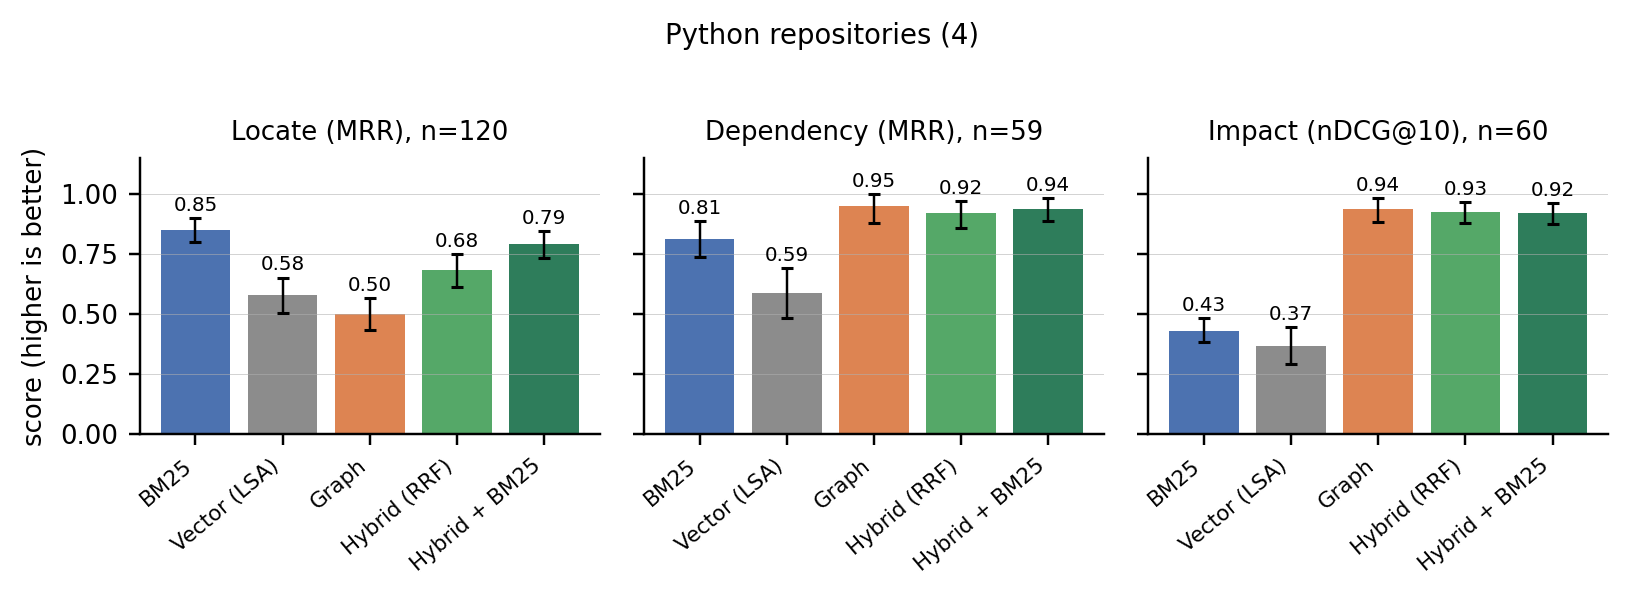 Python repositories (4)
Locate (MRR), n=120
score (higher is better)
1.00
0.75
0.50
0.25
0.00
0.85
0.58
0.50
0.68
0.79
BM25
Vector (LSA)
Graph
Hybrid (RRF)
Hybrid + BM25
Dependency (MRR), n=59
0.81
0.59
0.95
0.92
0.94
BM25
Vector (LSA)
Graph
Hybrid (RRF)
Hybrid + BM25
Impact (nDCG@10), n=60
0.43
0.37
0.94
0.93
0.92
BM25
Vector (LSA)
Graph
Hybrid (RRF)
Hybrid + BM25